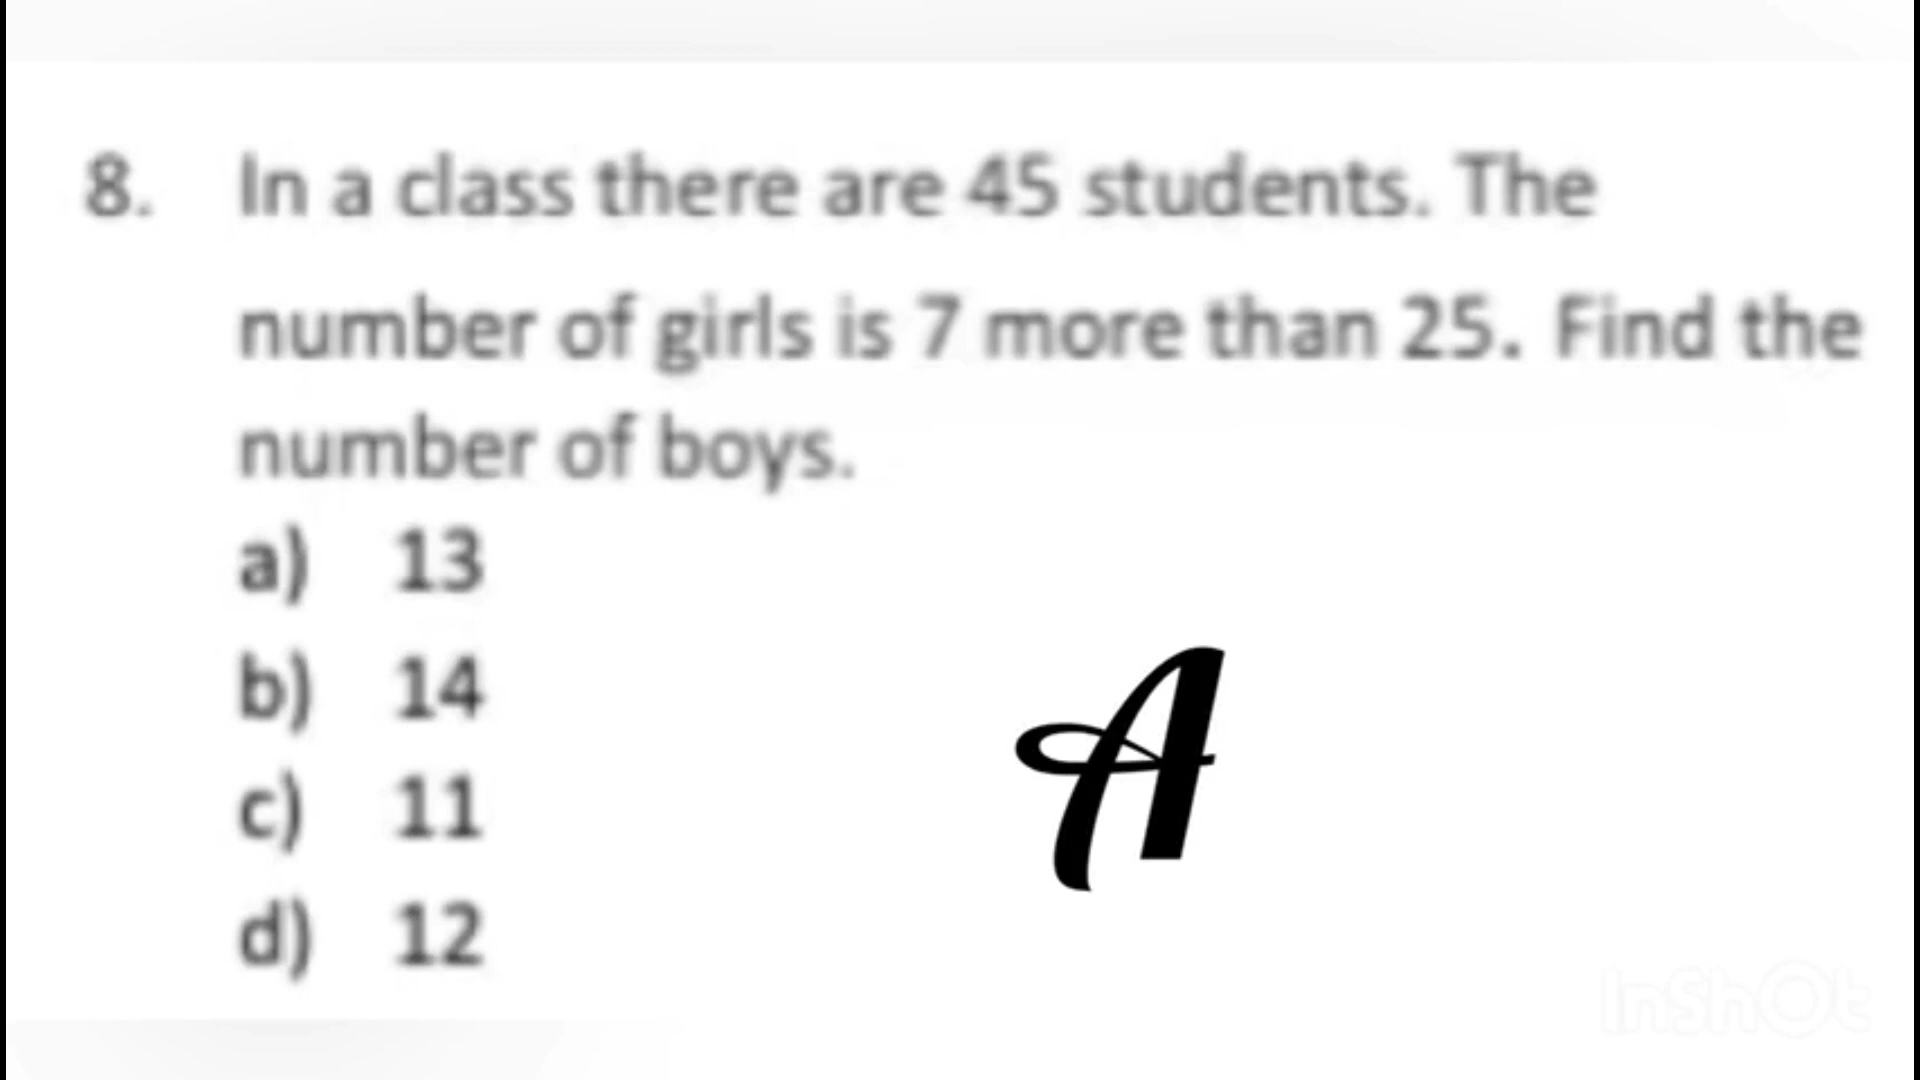 8. In a class there are 45 students. The
number of girls is 7 more than 25. Find the
number of boys.
a) 13
b) 14
c) 11
d) 12
A
InShOt